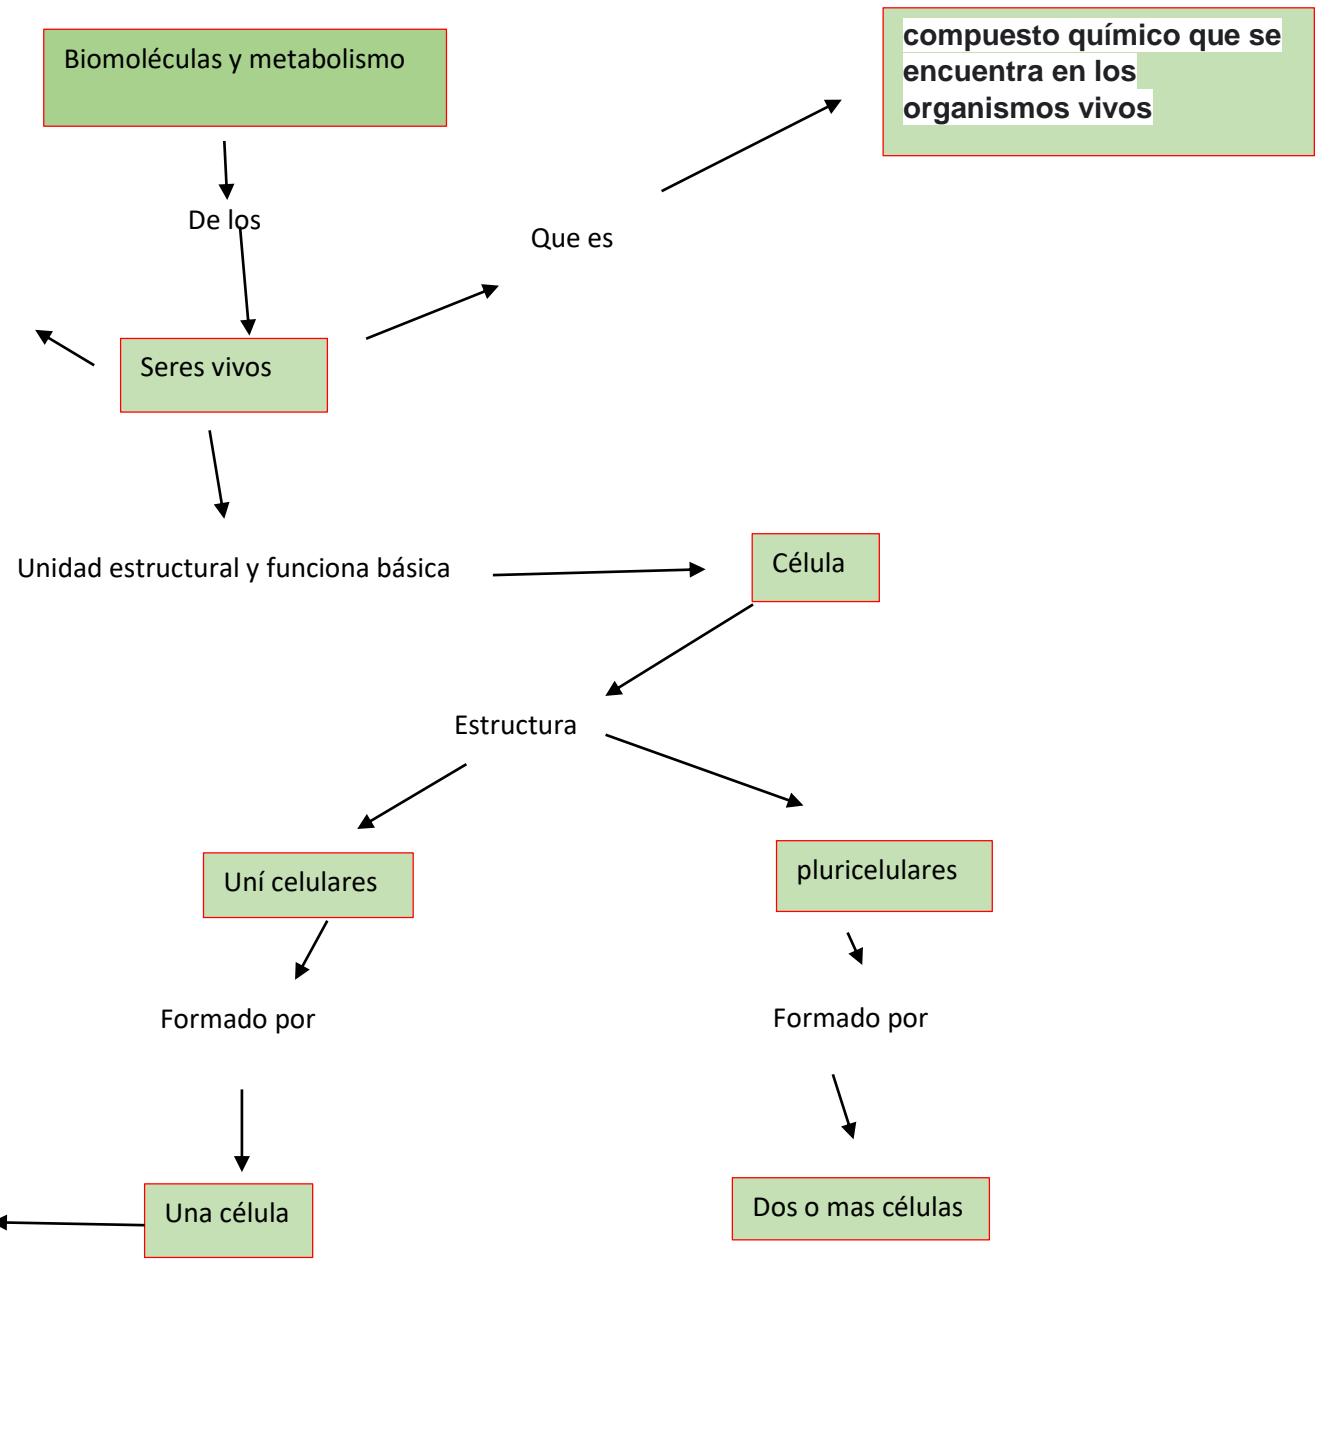 Biomoléculas y metabolismo
compuesto químico que se
encuentra en los
organismos vivos
De los
Que es
Seres vivos
Unidad estructural y funciona básica
Célula
Estructura
Uní celulares
pluricelulares
Formado por
Formado por
Una célula
Dos o mas células